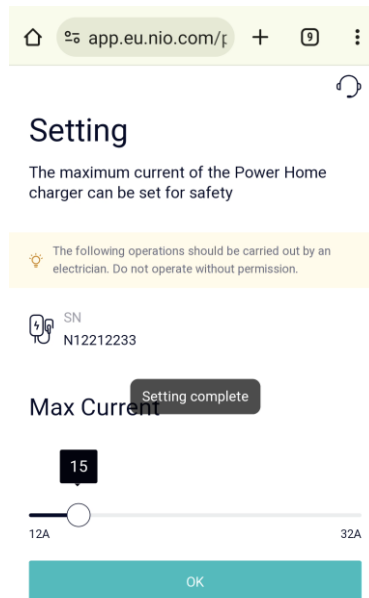 app.eu.nio.com/p
9
Setting
The maximum current of the Power Home
charger can be set for safety
The following operations should be carried out by an
electrician. Do not operate without permission.
SN
N12212233
Setting complete
Max Current
15
12A
32A
OK